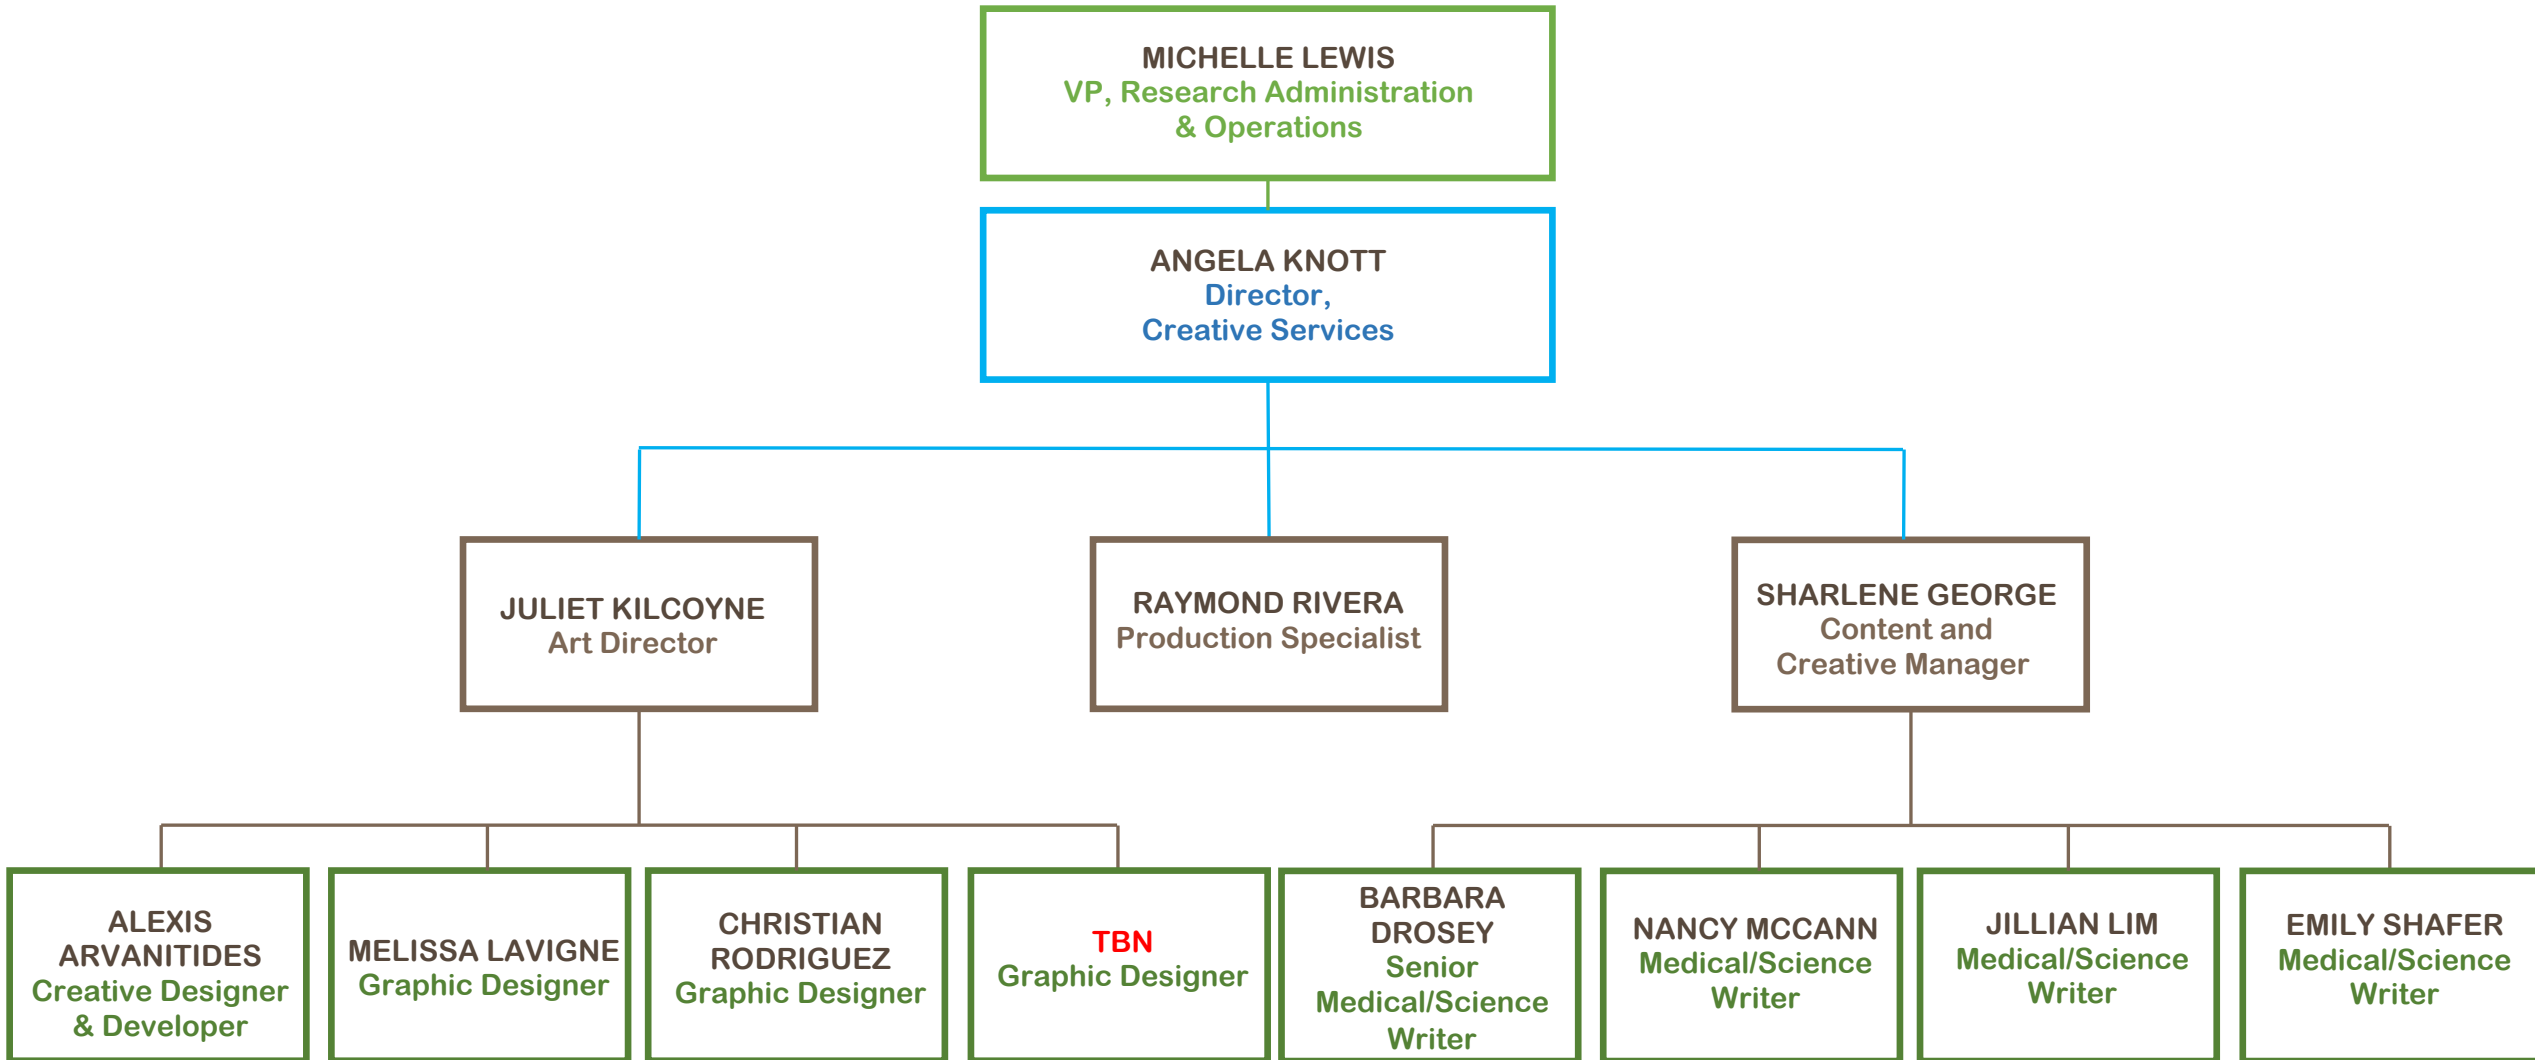 MICHELLE LEWIS
VP, Research Administration
& Operations
ANGELA KNOTT
Director,
Creative Services
JULIET KILCOYNE
Art Director
RAYMOND RIVERA
Production Specialist
SHARLENE GEORGE
Content and
Creative Manager
ALEXIS
ARVANITIDES
Creative Designer
& Developer
MELISSA LAVIGNE
Graphic Designer
CHRISTIAN
RODRIGUEZ
Graphic Designer
TBN
Graphic Designer
BARBARA
DROSEY
Senior
Medical/Science
Writer
NANCY MCCANN
Medical/Science
Writer
JILLIAN LIM
Medical/Science
Writer
EMILY SHAFER
Medical/Science
Writer